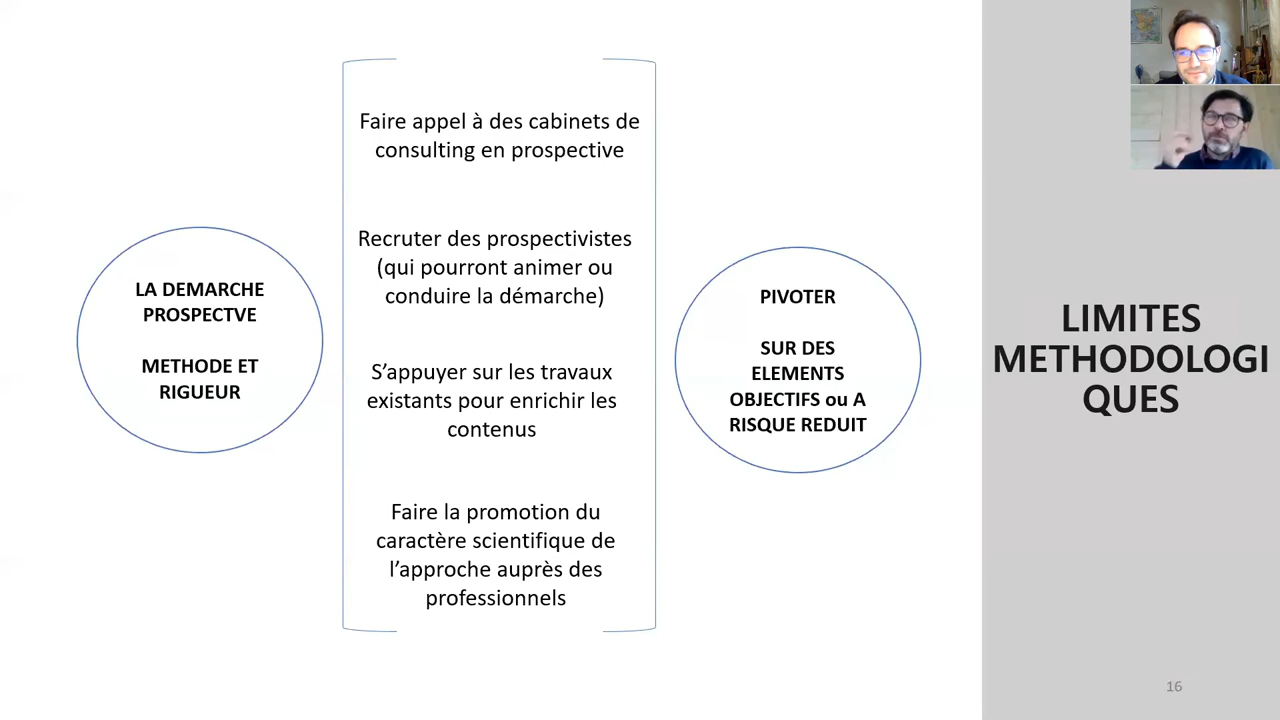 Faire appel à des cabinets de
consulting en prospective
Recruter des prospectivistes
(qui pourront animer ou
conduire la démarche)
S’appuyer sur les travaux
existants pour enrichir les
contenus
Faire la promotion du
caractère scientifique de
l’approche auprès des
professionnels
LA DEMARCHE
PROSPECTVE
METHODE ET
RIGUEUR
PIVOTER
SUR DES
ELEMENTS
OBJECTIFS ou A
RISQUE REDUIT
LIMITES
METHODOLOGI
QUES
16